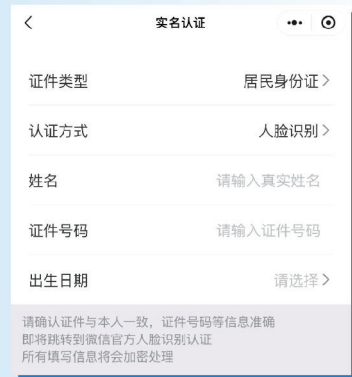 实名认证
证件类型 居民身份证
认证方式 人脸识别
姓名 请输入真实姓名
证件号码 请输入证件号码
出生日期 请选择
请确认证件与本人一致，证件号码等信息准确
即将跳转到微信官方人脸识别认证
所有填写信息将会加密处理